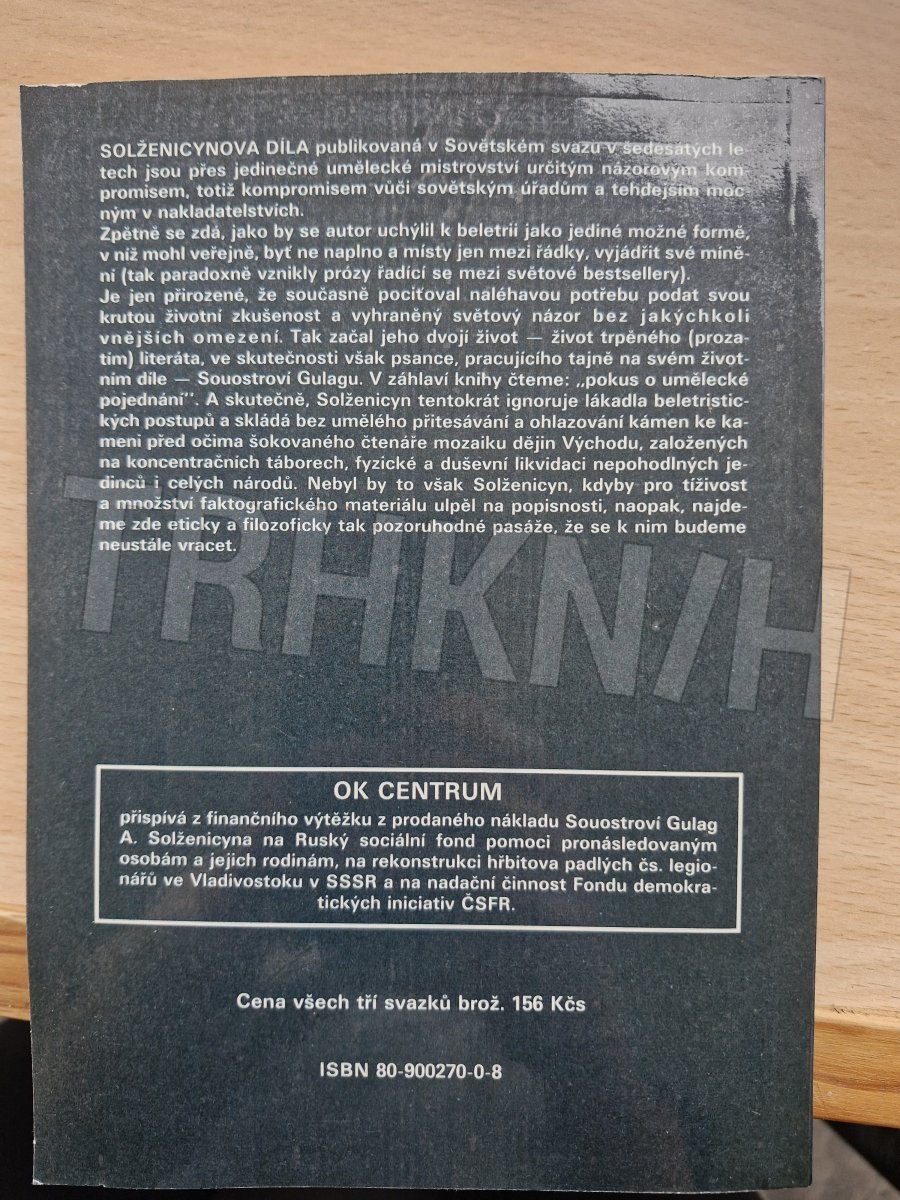 SOLŽENICYNOVA DÍLA publikovaná v Sovětském svazu v šedesátých le-
tech jsou přes jedinečné umělecké mistrovství určitým názorovým kom-
promisem, totiž kompromisem vůči sovětským úřadům a tehdejším moc-
ným v nakladatelstvích.
Zpětně se zdá, jako by se autor uchýlil k beletrii jako jediné možné formě,
v níž mohl veřejně, byť ne naplno a místy jen mezi řádky, vyjádřit své míně-
ní (tak paradoxně vznikly prózy řadící se mezi světové bestsellery).
Je jen přirozené, že současně pociťoval naléhavou potřebu podat svou
krutou životní zkušenost a vyhraněný světový názor bez jakýchkoli
vnějších omezení. Tak začal jeho dvojí život — život trpěného (proza-
tím) literáta, ve skutečnosti však psance, pracujícího tajně na svém život-
ním díle — Souostroví Gulagu. V záhlaví knihy čteme: „pokus o umělecké
pojednání". A skutečně, Solženicyn tentokrát ignoruje lákadla beletristic-
kých postupů a skládá bez umělého přitesávání a ohlazování kámen ke ka-
meni před očima šokovaného čtenáře mozaiku dějin Východu, založených
na koncentračních táborech, fyzické a duševní likvidaci nepohodlných je-
dinců i celých národů. Nebyl by to však Solženicyn, kdyby pro tíživost
a množství faktografického materiálu ulpěl na popisnosti, naopak, najde-
me zde eticky a filozoficky tak pozoruhodné pasáže, že se k nim budeme
neustále vracet.
TRHKNIH
OK CENTRUM
přispívá z finančního výtěžku z prodaného nákladu Souostroví Gulag
A. Solženicyna na Ruský sociální fond pomoci pronásledovaným
osobám a jejich rodinám, na rekonstrukci hřbitova padlých čs. legio-
nářů ve Vladivostoku v SSSR a na nadační činnost Fondu demokra-
tických iniciativ ČSFR.
Cena všech tří svazků brož. 156 Kčs
ISBN 80-900270-0-8